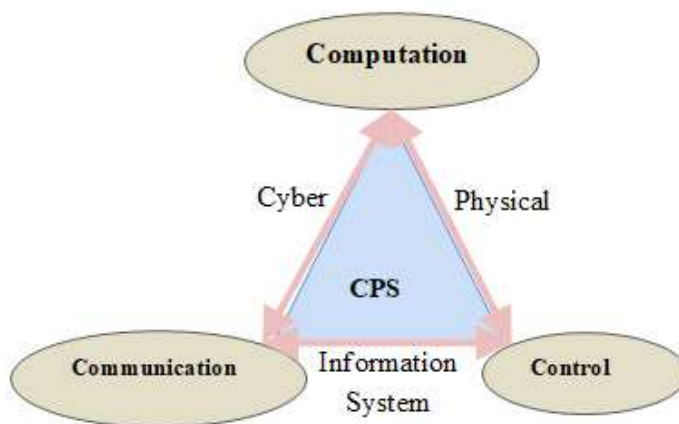 Computation
Cyber
Physical
CPS
Communication
Information
System
Control